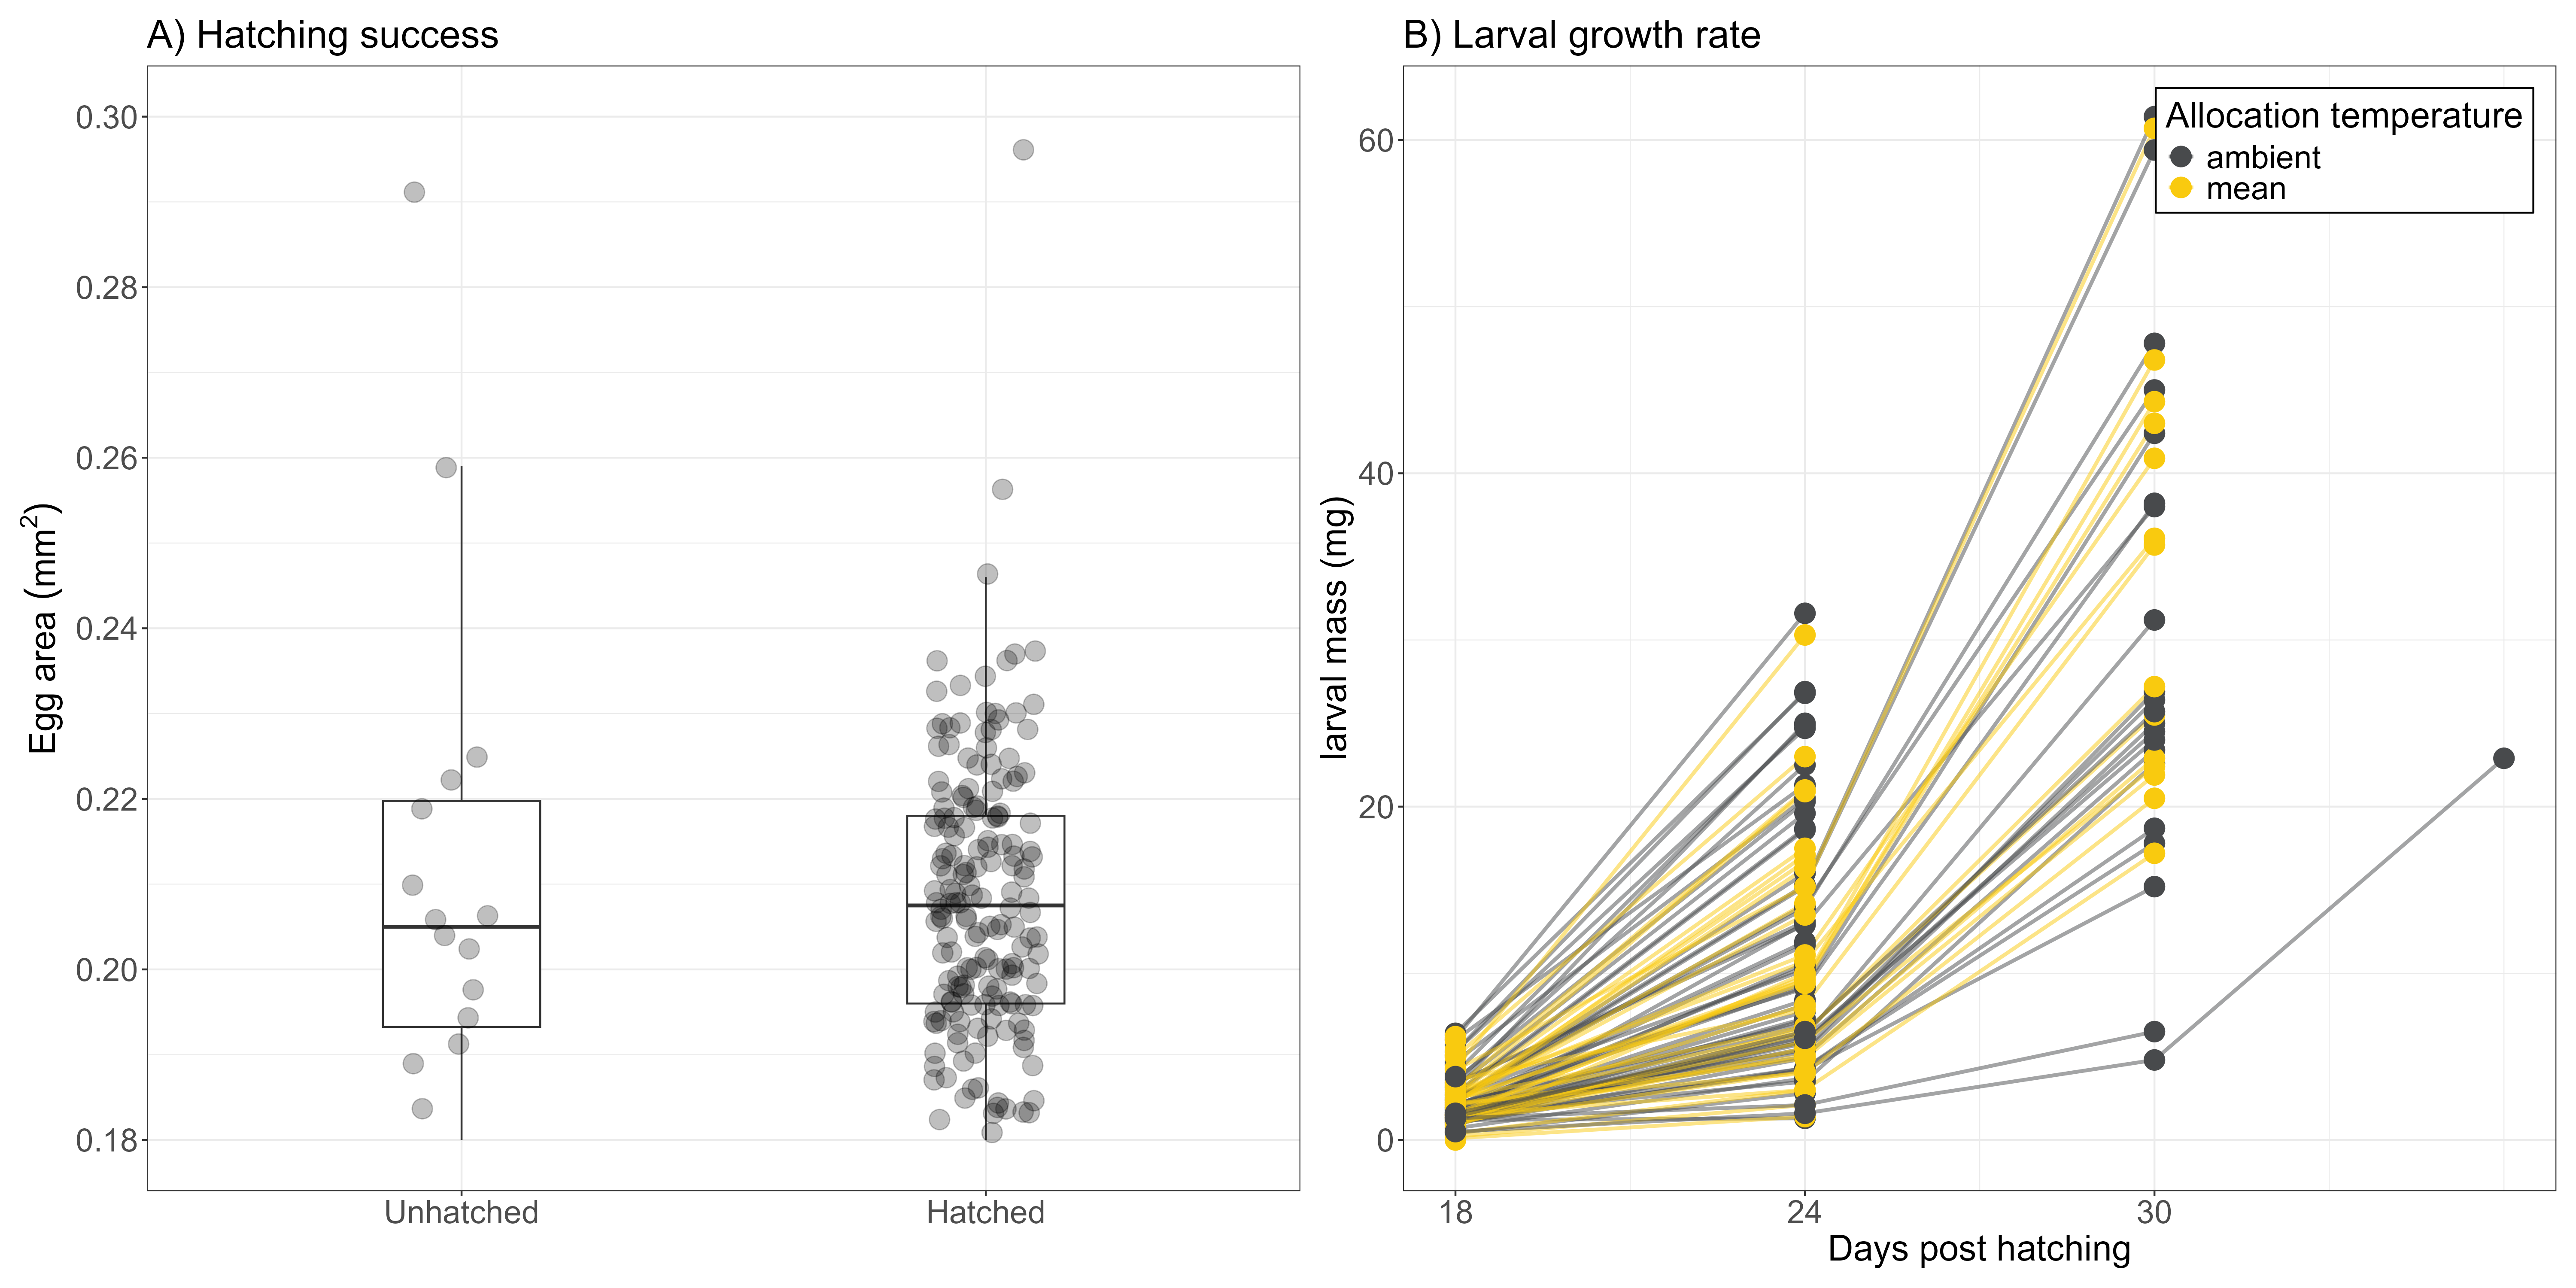 A) Hatching success
Egg area (mm²)
0.30
0.28
0.26
0.24
0.22
0.20
0.18
Unhatched
Hatched
B) Larval growth rate
larval mass (mg)
60
40
20
0
Allocation temperature
ambient
mean
18
24
30
Days post hatching